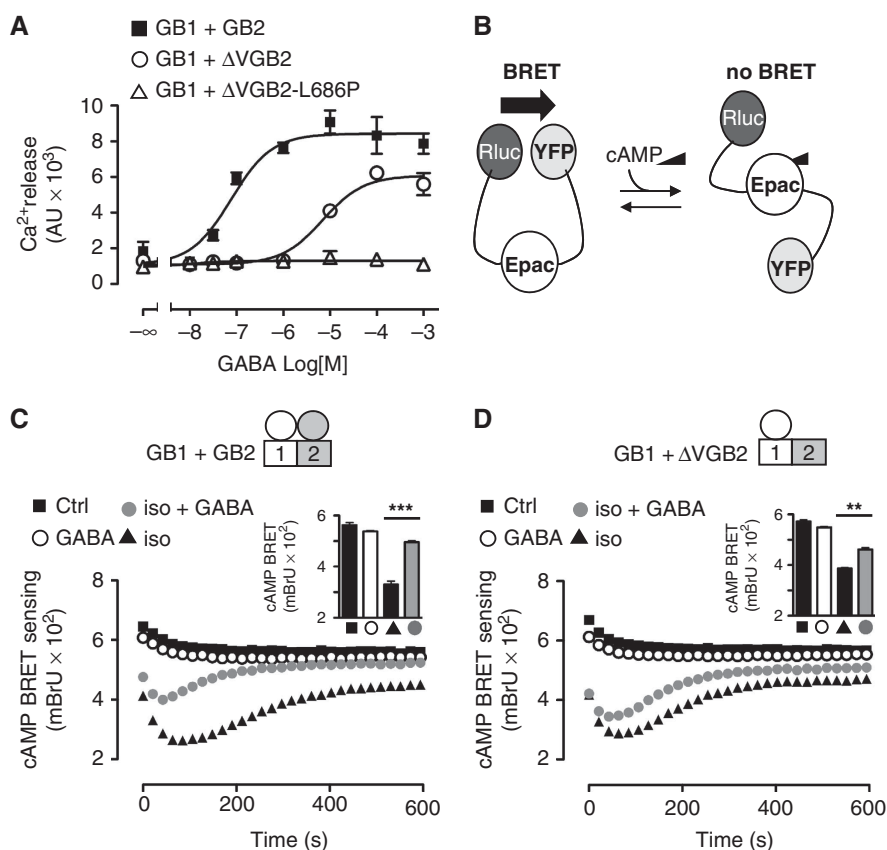 A
GB1 + GB2
GB1 + ΔVGB2
GB1 + ΔVGB2-L686P
Ca2+release
(AU × 10³)
10
8
6
4
2
0
–∞
–8
–7
–6
–5
–4
–3
GABA Log[M]
B
BRET
no BRET
Rluc
YFP
cAMP
Epac
Rluc
Epac
YFP
C
GB1 + GB2
1
2
Ctrl
iso + GABA
GABA
iso
cAMP BRET
(mBrU × 10²)
6
4
2
***
cAMP BRET sensing
(mBrU × 10²)
8
6
4
2
0
200
400
600
Time (s)
D
GB1 + ΔVGB2
1
2
Ctrl
iso + GABA
GABA
iso
cAMP BRET
(mBrU × 10²)
6
4
2
**
cAMP BRET sensing
(mBrU × 10²)
8
6
4
2
0
200
400
600
Time (s)